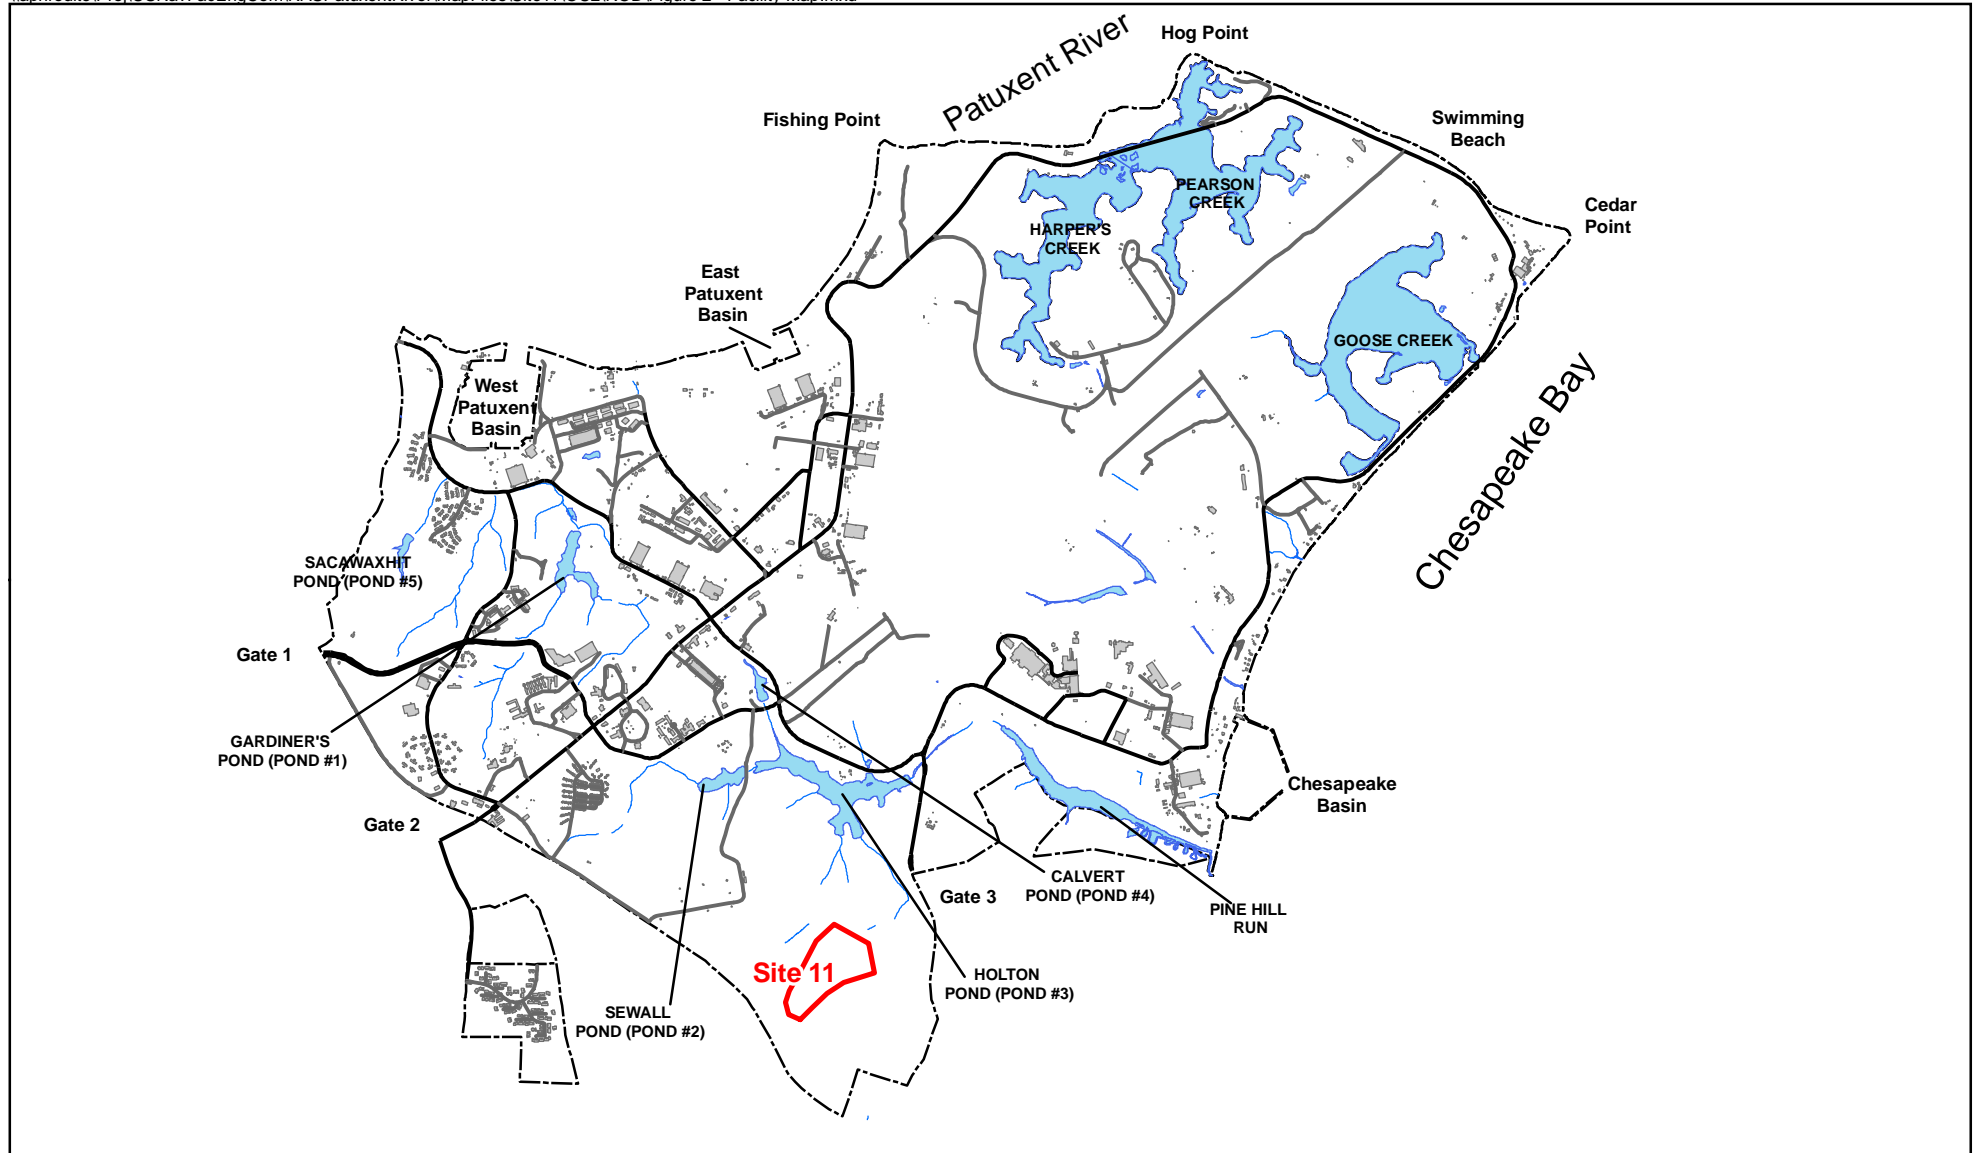 Hog Point
Patuxent River
Fishing Point
Swimming
Beach
PEARSON
CREEK
Cedar
Point
HARPER'S
CREEK
East
Patuxent
Basin
GOOSE CREEK
West
Patuxent
Basin
Chesapeake Bay
SACAWAXHIT
POND (POND #5)
Gate 1
GARDINER'S
POND (POND #1)
Chesapeake
Basin
Gate 2
CALVERT
POND (POND #4)
Gate 3
PINE HILL
RUN
Site 11
HOLTON
POND (POND #3)
SEWALL
POND (POND #2)